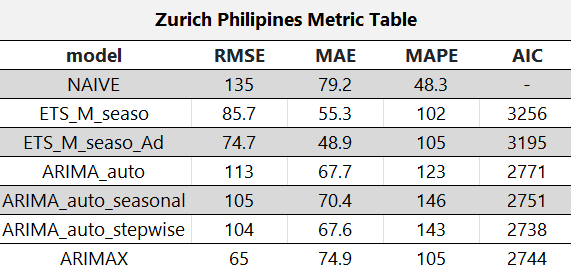 Zurich Philipines Metric Table
model RMSE MAE MAPE AIC
NAIVE 135 79.2 48.3 -
ETS_M_seaso 85.7 55.3 102 3256
ETS_M_seaso_Ad 74.7 48.9 105 3195
ARIMA_auto 113 67.7 123 2771
ARIMA_auto_seasonal 105 70.4 146 2751
ARIMA_auto_stepwise 104 67.6 143 2738
ARIMAX 65 74.9 105 2744